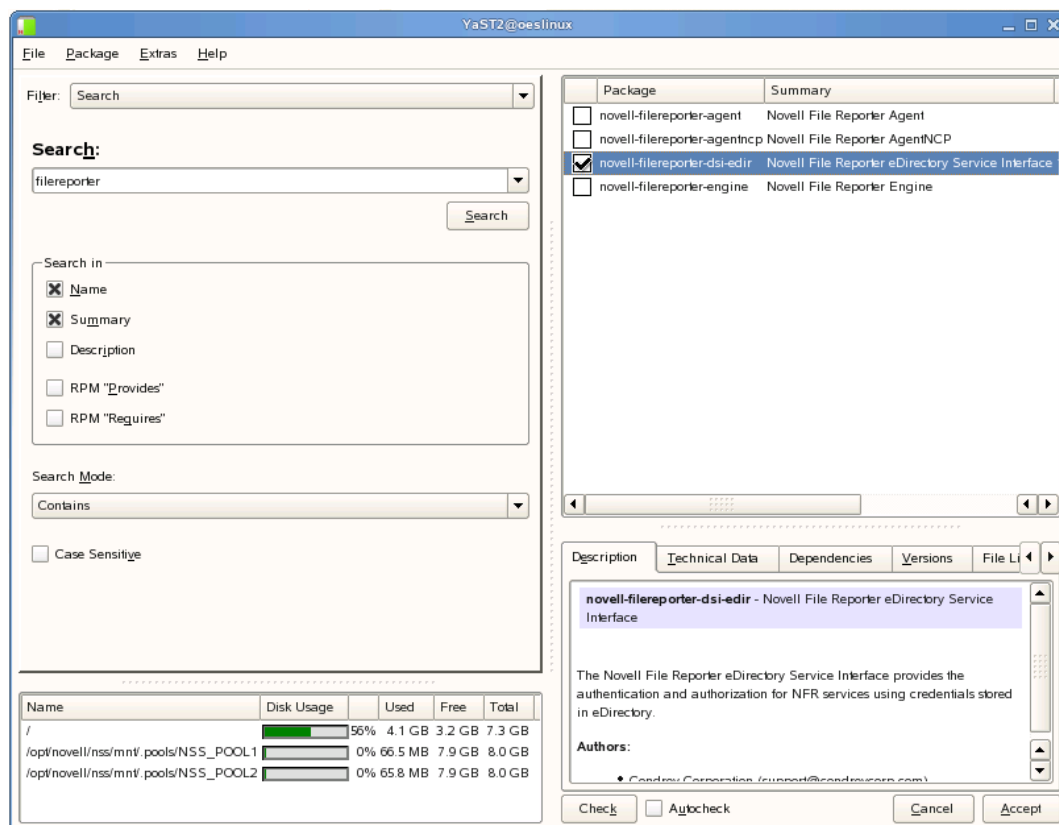 YaST2@oeslinux
File Package Extras Help
Filter: Search
Search:
filereporter
Search
Search in
Name
Summary
Description
RPM "Provides"
RPM "Requires"
Search Mode:
Contains
Case Sensitive
Name Disk Usage Used Free Total
/ 56% 4.1 GB 3.2 GB 7.3 GB
/opt/novell/nss/mnt/.pools/NSS_POOL1 0% 66.5 MB 7.9 GB 8.0 GB
/opt/novell/nss/mnt/.pools/NSS_POOL2 0% 65.8 MB 7.9 GB 8.0 GB
Package Summary
novell-filereporter-agent Novell File Reporter Agent
novell-filereporter-agentncp Novell File Reporter AgentNCP
novell-filereporter-dsi-edir Novell File Reporter eDirectory Service Interface
novell-filereporter-engine Novell File Reporter Engine
Description Technical Data Dependencies Versions File Li
novell-filereporter-dsi-edir - Novell File Reporter eDirectory Service
Interface
The Novell File Reporter eDirectory Service Interface provides the
authentication and authorization for NFR services using credentials stored
in eDirectory.
Authors:
Condrey Corporation (support@condreycorp.com)
Check Autocheck Cancel Accept